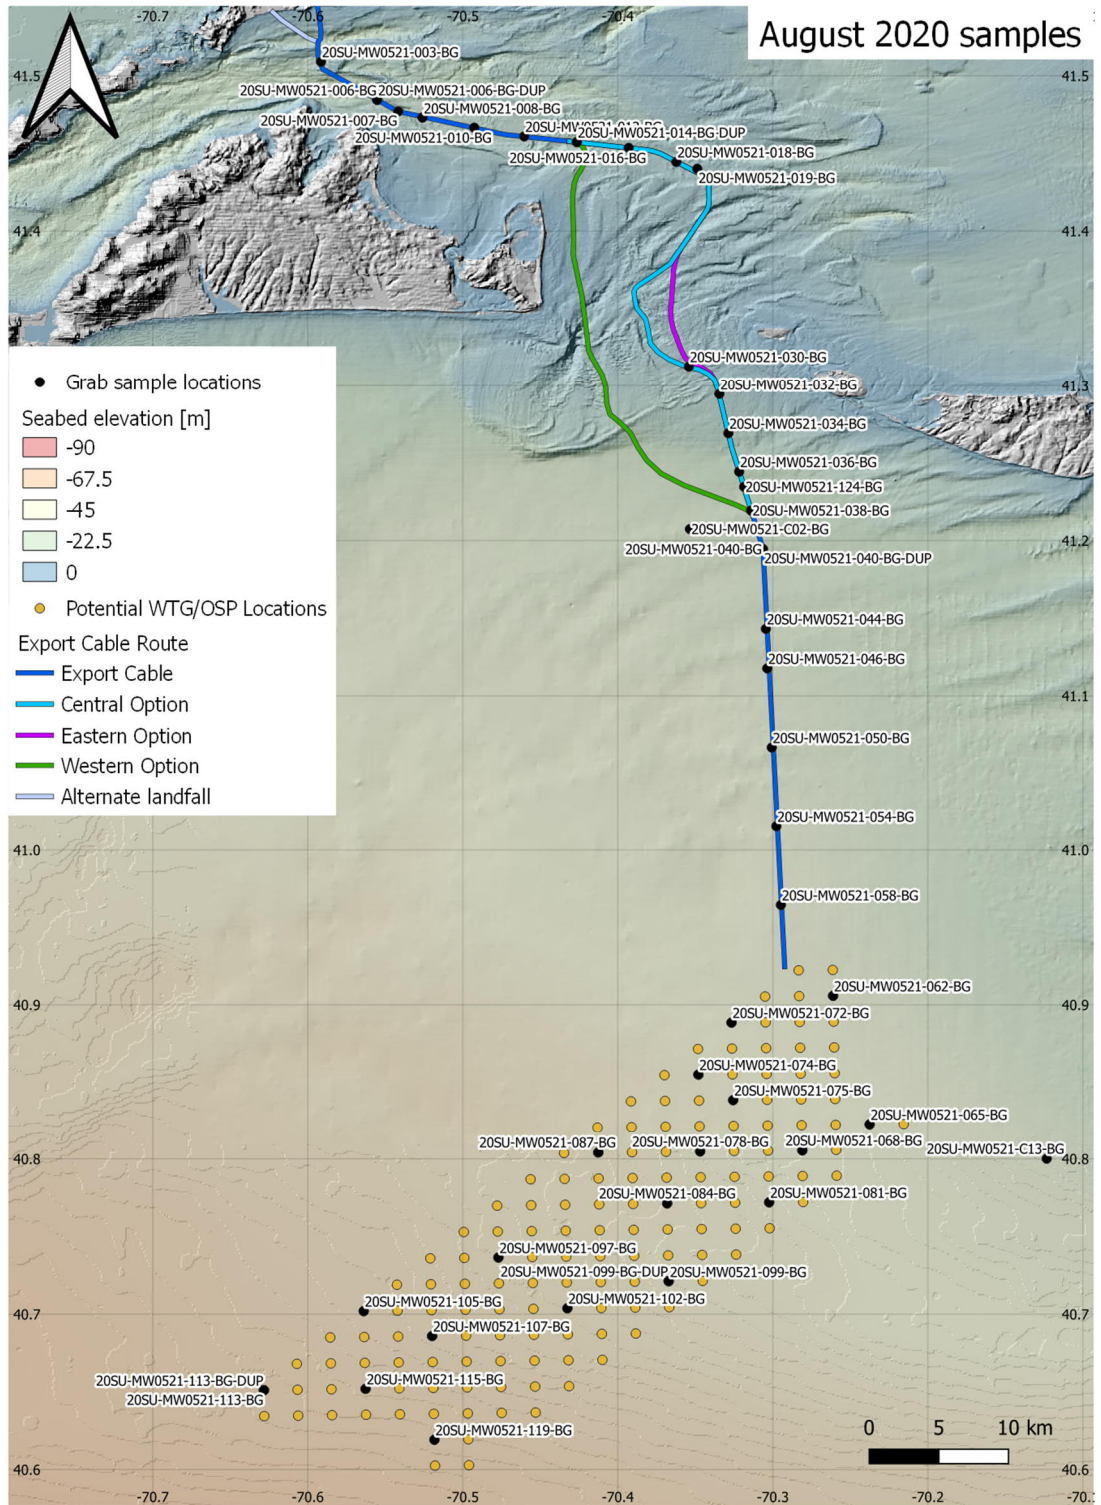 August 2020 samples
-70.7
-70.6
-70.5
-70.4
41.5
41.4
41.3
41.2
41.1
41.0
40.9
40.8
40.7
40.6
20SU-MW0521-003-BG
20SU-MW0521-006-BG
20SU-MW0521-006-BG-DUP
20SU-MW0521-008-BG
20SU-MW0521-007-BG
20SU-MW0521-010-BG
20SU-MW0521-014-BG-DUP
20SU-MW0521-016-BG
20SU-MW0521-018-BG
20SU-MW0521-019-BG
20SU-MW0521-030-BG
20SU-MW0521-032-BG
20SU-MW0521-034-BG
20SU-MW0521-036-BG
20SU-MW0521-124-BG
20SU-MW0521-038-BG
20SU-MW0521-C02-BG
20SU-MW0521-040-BG
20SU-MW0521-040-BG-DUP
20SU-MW0521-044-BG
20SU-MW0521-046-BG
20SU-MW0521-050-BG
20SU-MW0521-054-BG
20SU-MW0521-058-BG
20SU-MW0521-062-BG
20SU-MW0521-072-BG
20SU-MW0521-074-BG
20SU-MW0521-075-BG
20SU-MW0521-065-BG
20SU-MW0521-087-BG
20SU-MW0521-078-BG
20SU-MW0521-068-BG
20SU-MW0521-C13-BG
20SU-MW0521-084-BG
20SU-MW0521-081-BG
20SU-MW0521-097-BG
20SU-MW0521-099-BG-DUP
20SU-MW0521-099-BG
20SU-MW0521-105-BG
20SU-MW0521-102-BG
20SU-MW0521-107-BG
20SU-MW0521-113-BG-DUP
20SU-MW0521-113-BG
20SU-MW0521-115-BG
20SU-MW0521-119-BG
Grab sample locations
Seabed elevation [m]
-90
-67.5
-45
-22.5
0
Potential WTG/OSP Locations
Export Cable Route
Export Cable
Central Option
Eastern Option
Western Option
Alternate landfall
41.5
41.4
41.3
41.2
41.1
41.0
40.9
40.8
40.7
40.6
0 5 10 km
-70.7
-70.6
-70.5
-70.4
-70.3
-70.2